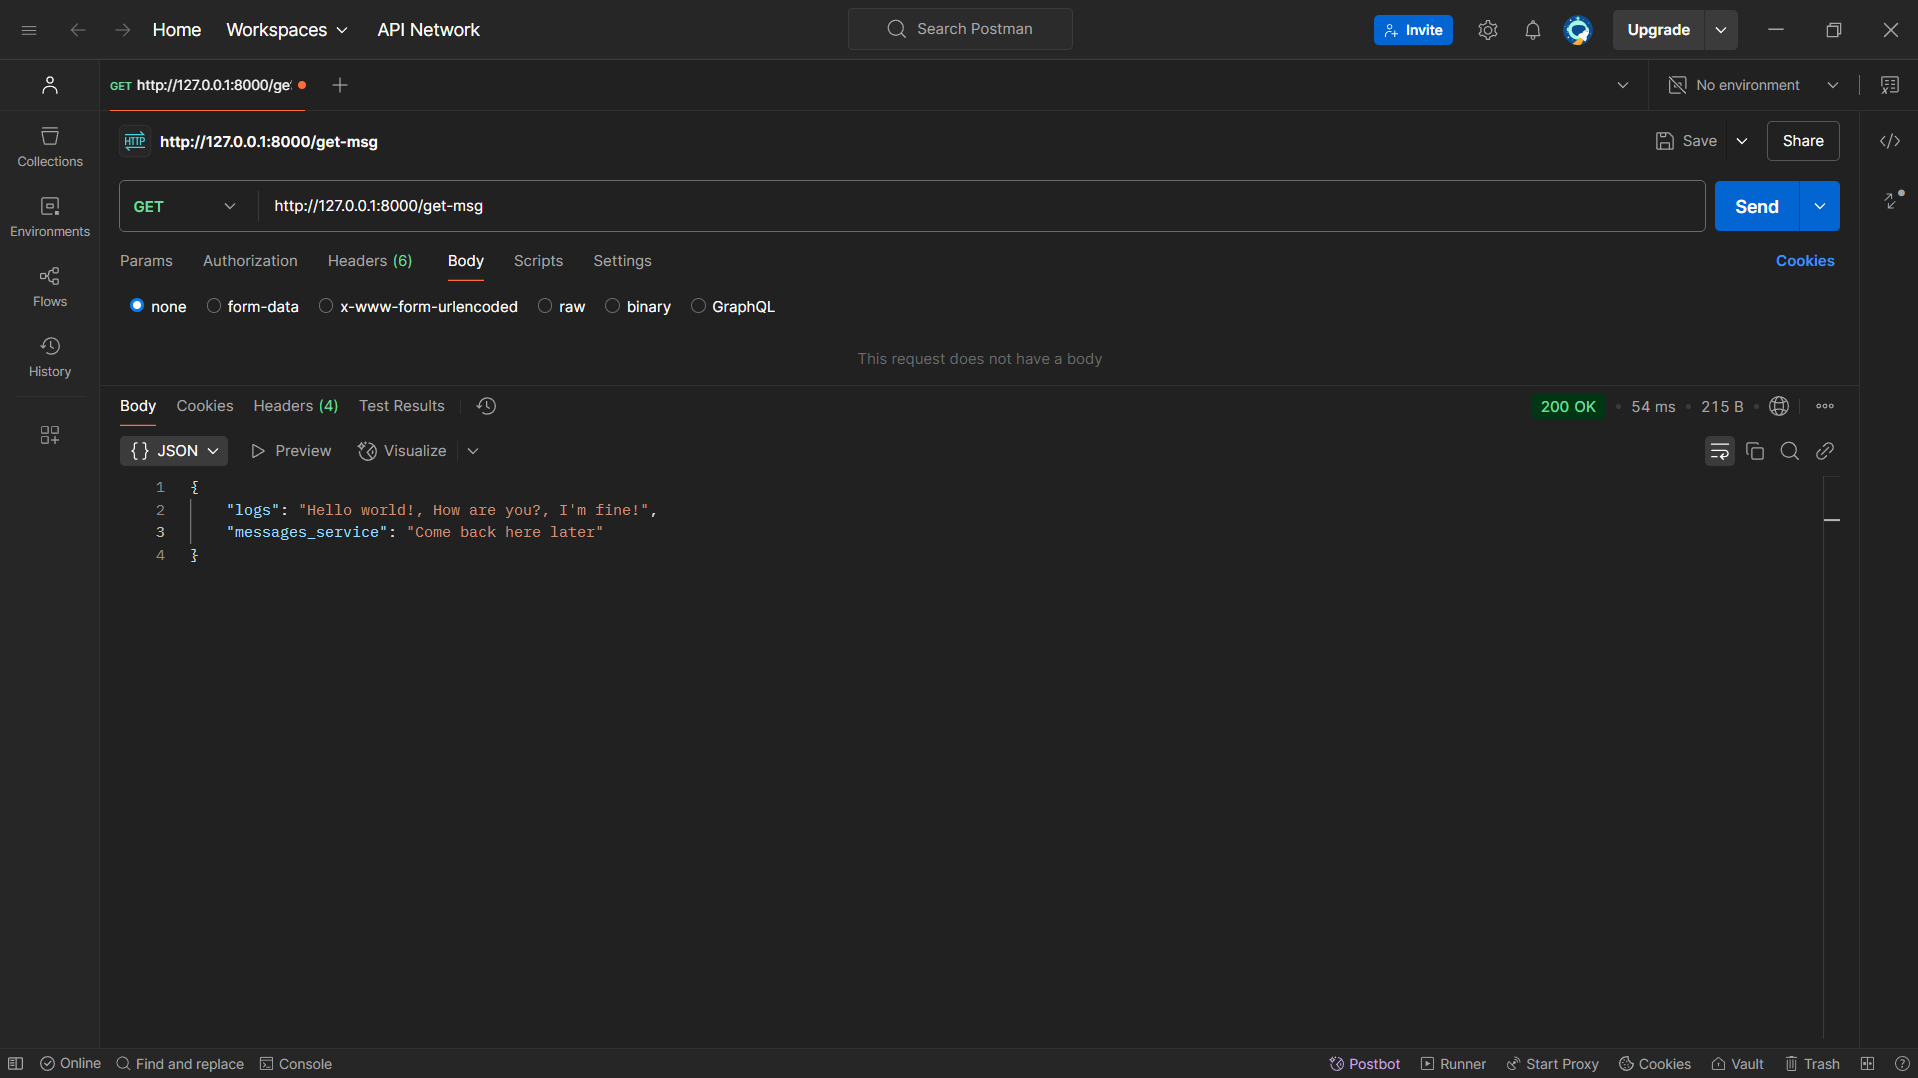 Home Workspaces API Network Search Postman Invite Upgrade
GET http://127.0.0.1:8000/get No environment
HTTP http://127.0.0.1:8000/get-msg Save Share
Collections
GET http://127.0.0.1:8000/get-msg Send
Environments
Params Authorization Headers (6) Body Scripts Settings Cookies
Flows
none form-data x-www-form-urlencoded raw binary GraphQL
This request does not have a body
History
Body Cookies Headers (4) Test Results 200 OK 54 ms 215 B
{} JSON Preview Visualize
1 {
2 "logs": "Hello world!, How are you?, I'm fine!",
3 "messages_service": "Come back here later"
4 }
Online Find and replace Console Postbot Runner Start Proxy Cookies Vault Trash